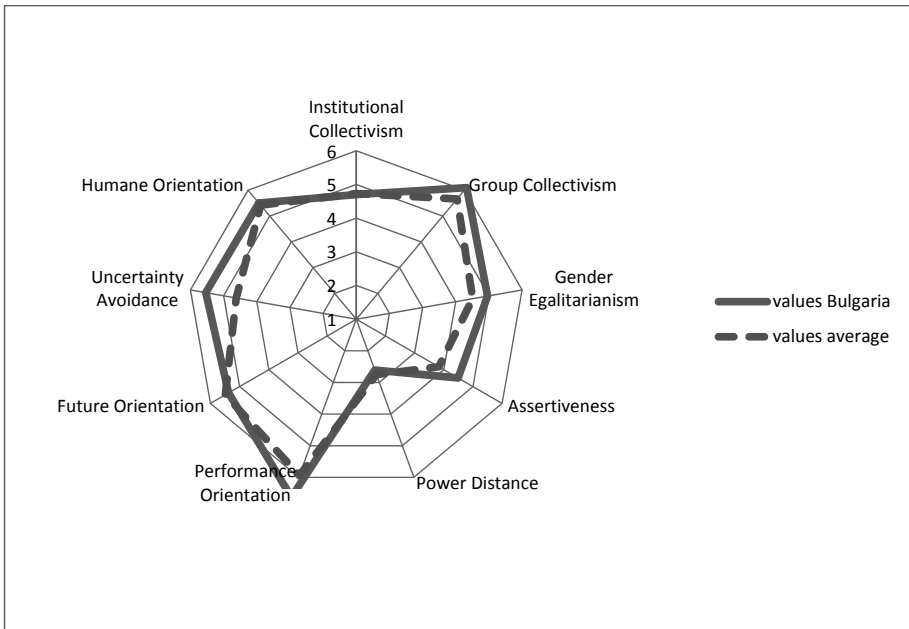 Institutional
Collectivism
6
Humane Orientation
5
Group Collectivism
4
3
Uncertainty
Avoidance
2
Gender
Egalitarianism
1
values Bulgaria
values average
Future Orientation
Assertiveness
Performance
Orientation
Power Distance